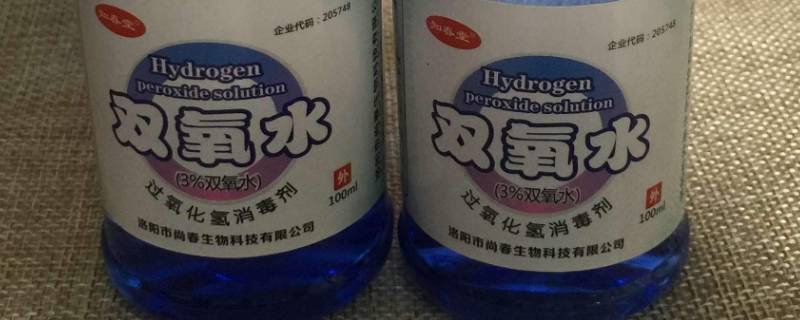 知春堂
企业代码：205748
Hydrogen
peroxide solution
双氧水
(3%双氧水)
外
过氧化氢消毒剂
100ml
洛阳市尚春生物科技有限公司
知春堂
企业代码：205748
Hydrogen
peroxide solution
双氧水
(3%双氧水)
外
过氧化氢消毒剂
100ml
洛阳市尚春生物科技有限公司